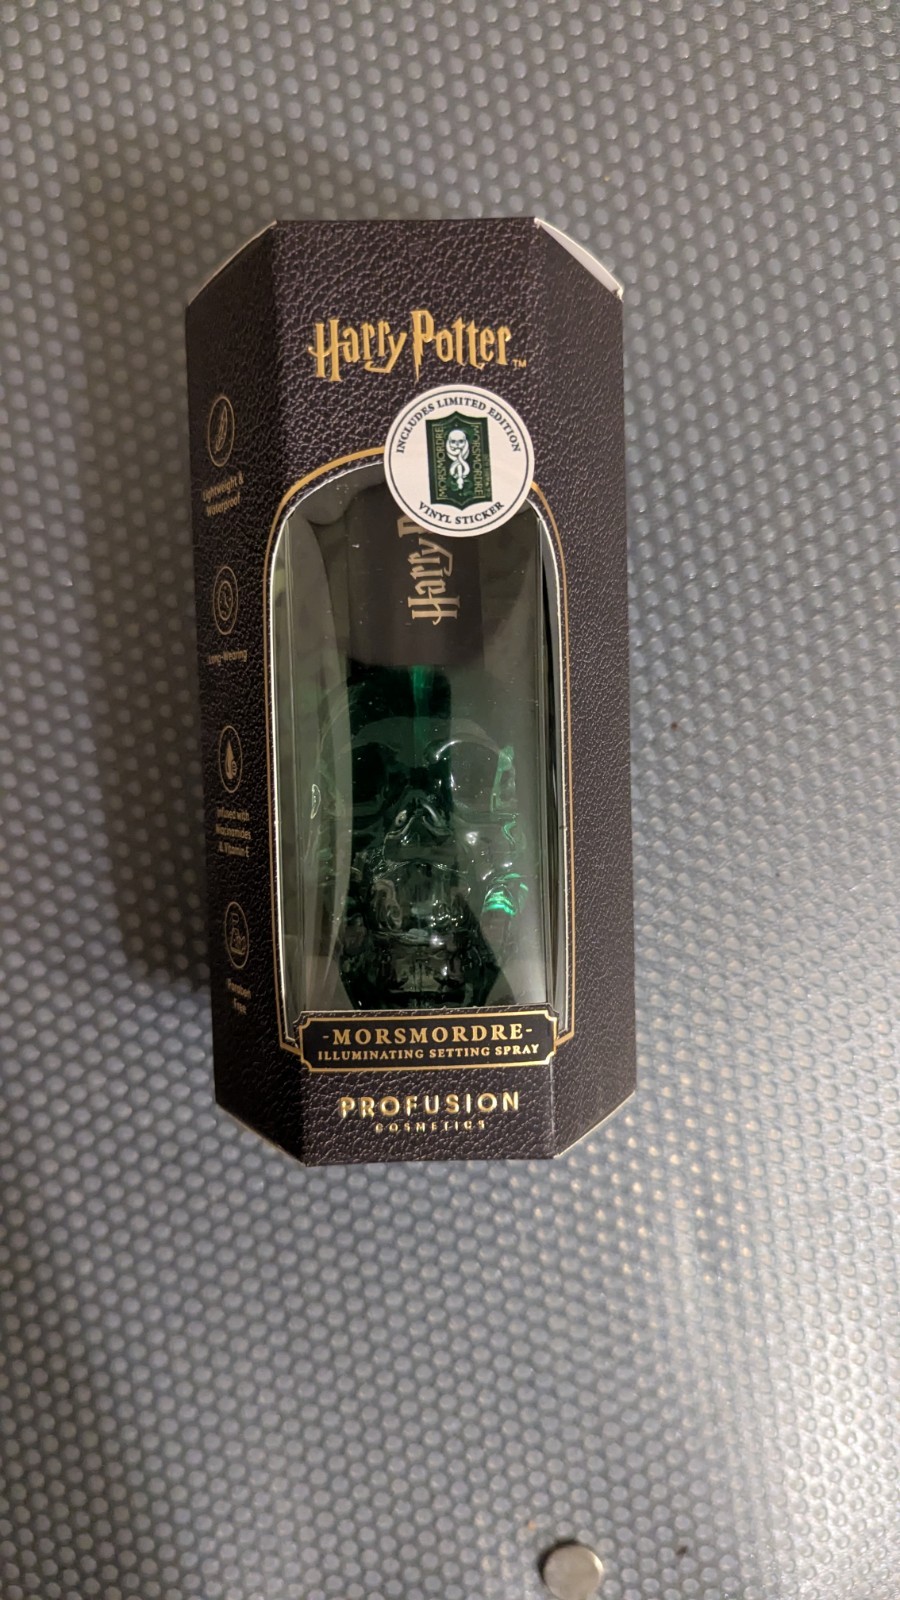 Harry Potter™
INCLUDES LIMITED EDITION
MORSMORDRE
MORSMORDRE
VINYL STICKER
Lightweight &
Waterproof
Long-Wearing
Infused with
Niacinamides
& Vitamin E
Paraben
Free
Harry P
-MORSMORDRE-
ILLUMINATING SETTING SPRAY
PROFUSION
COSMETICS